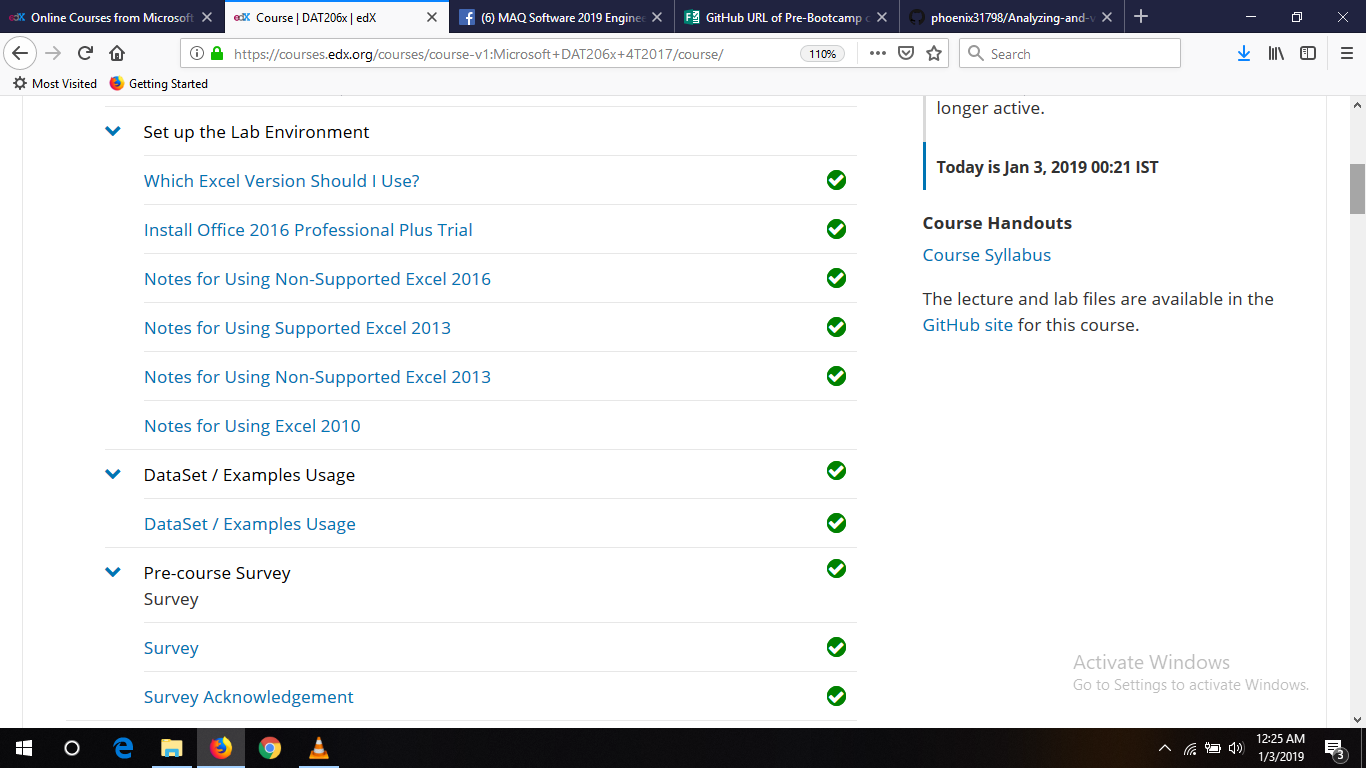 Online Courses from Microsoft
Course | DAT206x | edX
(6) MAQ Software 2019 Enginee
GitHub URL of Pre-Bootcamp c
phoenix31798/Analyzing-and-v
https://courses.edx.org/courses/course-v1:Microsoft+DAT206x+4T2017/course/
110%
Search
Most Visited
Getting Started
longer active.
Set up the Lab Environment
Today is Jan 3, 2019 00:21 IST
Which Excel Version Should I Use?
Course Handouts
Install Office 2016 Professional Plus Trial
Course Syllabus
Notes for Using Non-Supported Excel 2016
The lecture and lab files are available in the
GitHub site for this course.
Notes for Using Supported Excel 2013
Notes for Using Non-Supported Excel 2013
Notes for Using Excel 2010
DataSet / Examples Usage
DataSet / Examples Usage
Pre-course Survey
Survey
Survey
Survey Acknowledgement
Activate Windows
Go to Settings to activate Windows.
12:25 AM
1/3/2019
3